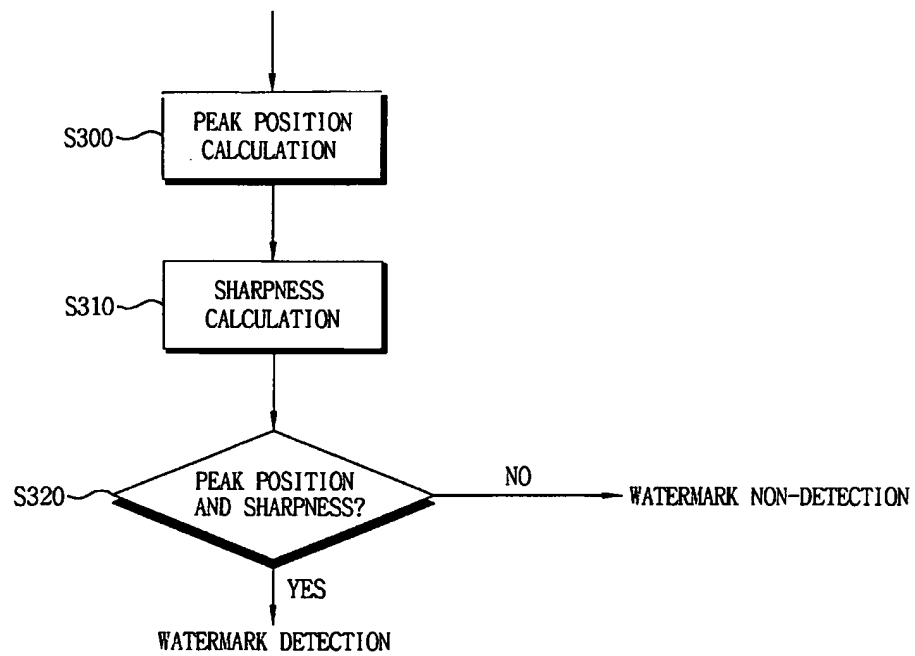 S300
PEAK POSITION
CALCULATION
S310
SHARPNESS
CALCULATION
S320
PEAK POSITION
AND SHARPNESS?
NO
WATERMARK NON-DETECTION
YES
WATERMARK DETECTION